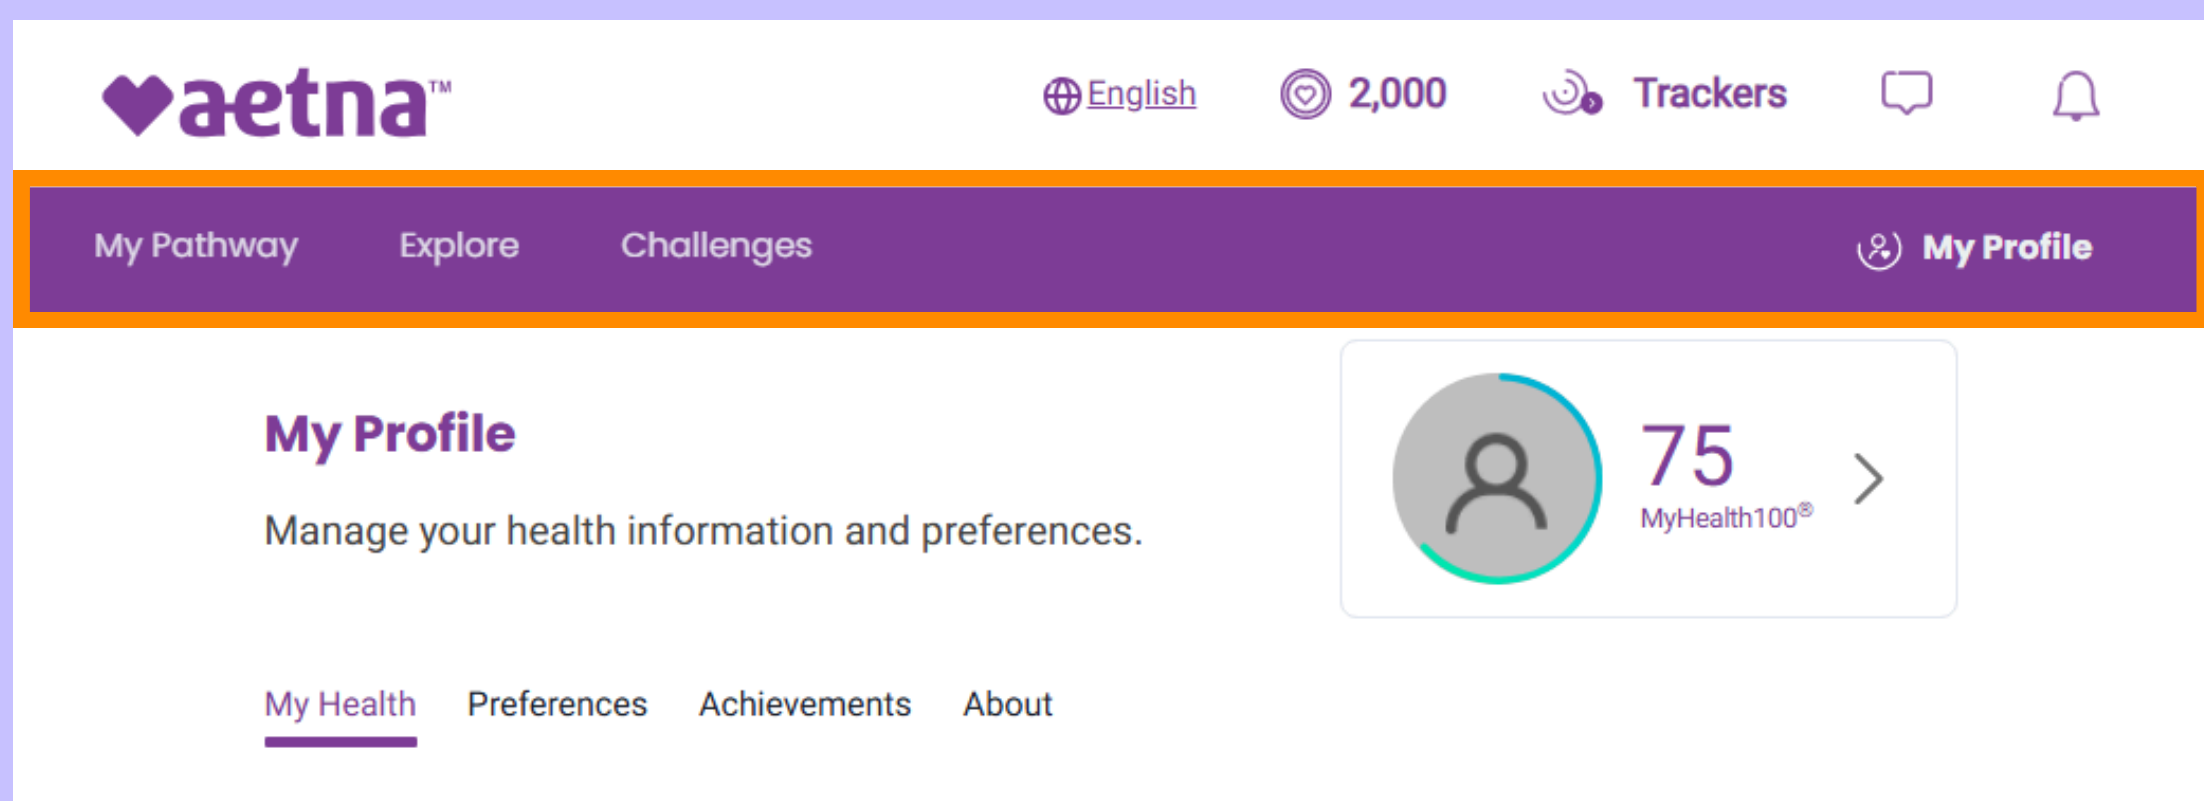 aetna™
English 2,000 Trackers
My Pathway Explore Challenges My Profile
My Profile
Manage your health information and preferences.
75
MyHealth100®
My Health Preferences Achievements About